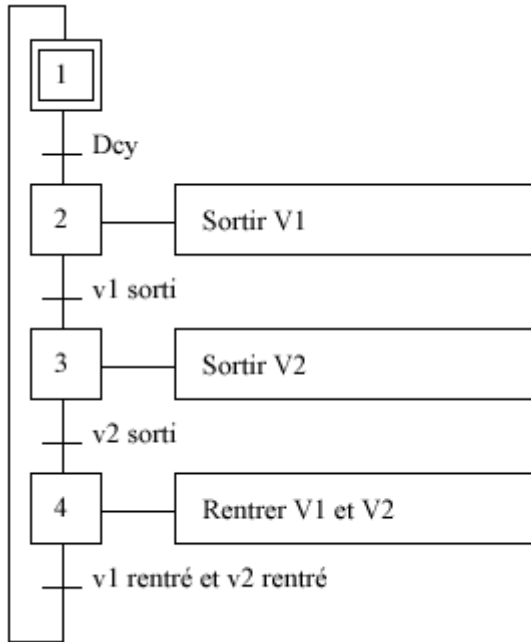 1
Dcy
2 Sortir V1
v1 sorti
3 Sortir V2
v2 sorti
4 Rentrer V1 et V2
v1 rentré et v2 rentré